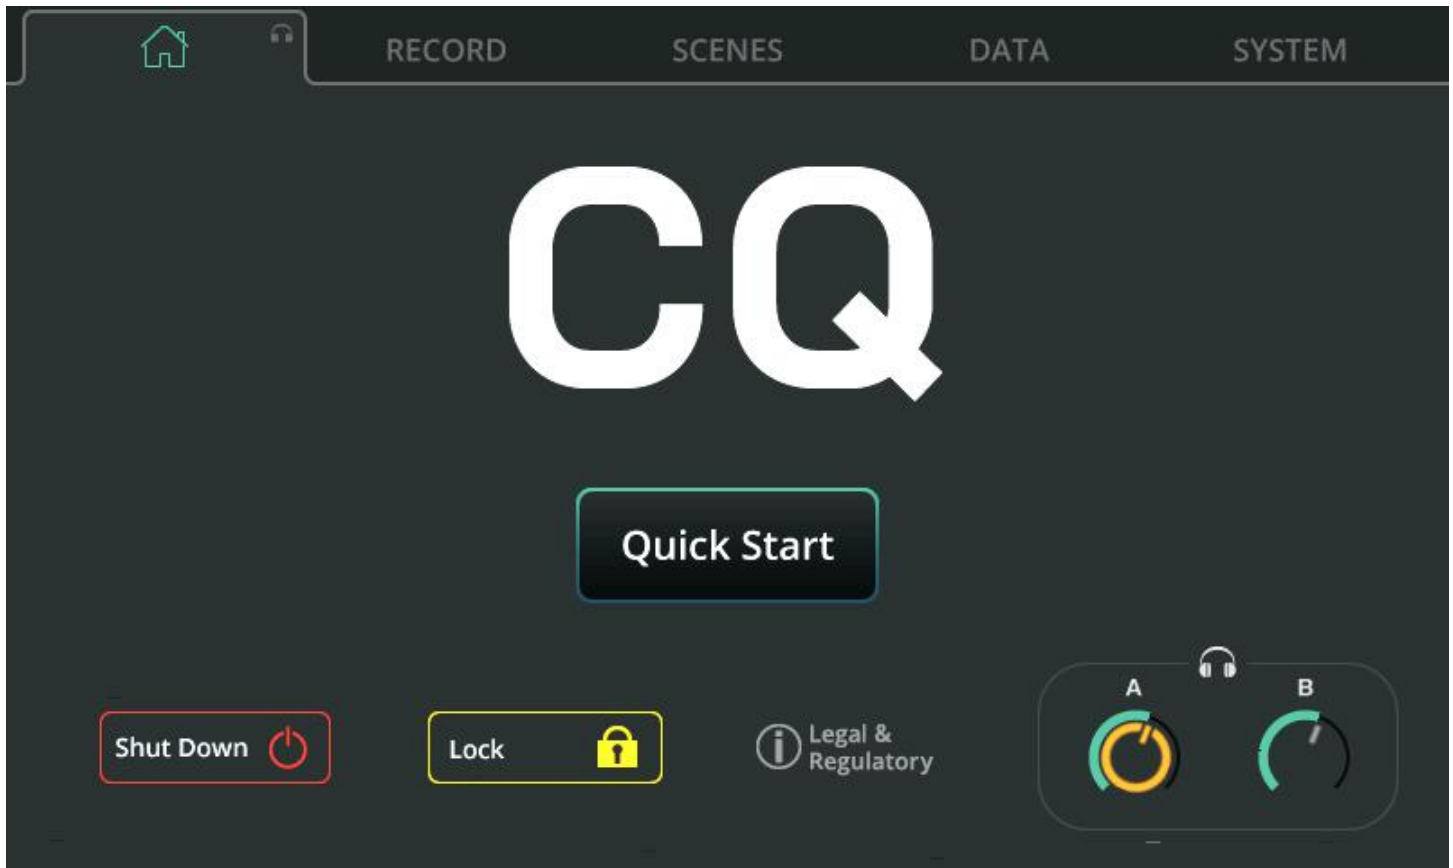 RECORD SCENES DATA SYSTEM
CQ
Quick Start
A B
Shut Down
Lock
Legal &
Regulatory